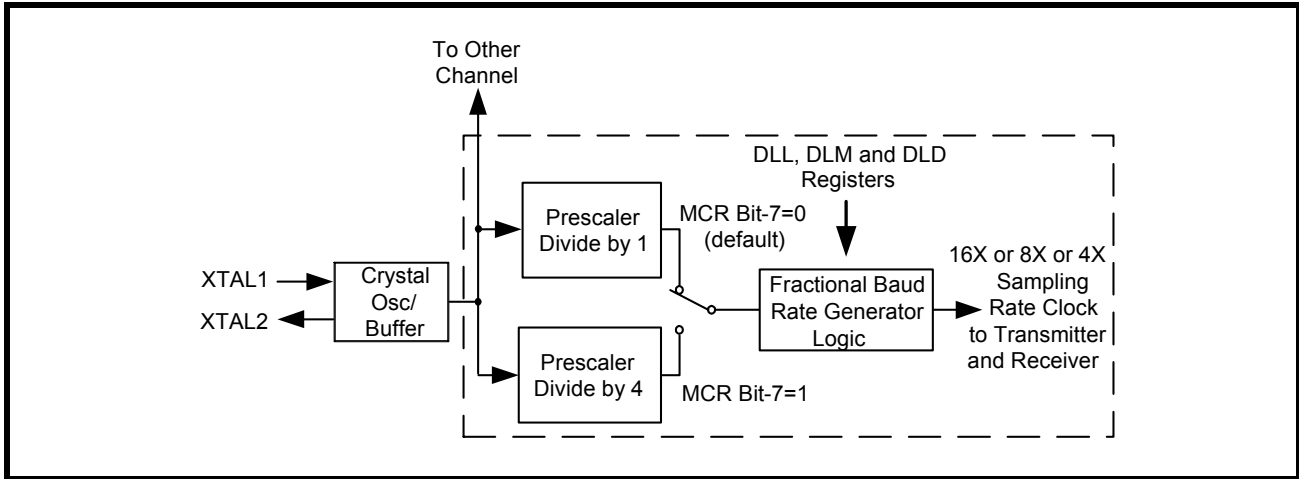 To Other
Channel
DLL, DLM and DLD
Registers
Prescaler
Divide by 1
MCR Bit-7=0
(default)
16X or 8X or 4X
Sampling
Rate Clock
to Transmitter
and Receiver
XTAL1
XTAL2
Crystal
Osc/
Buffer
Fractional Baud
Rate Generator
Logic
Prescaler
Divide by 4
MCR Bit-7=1